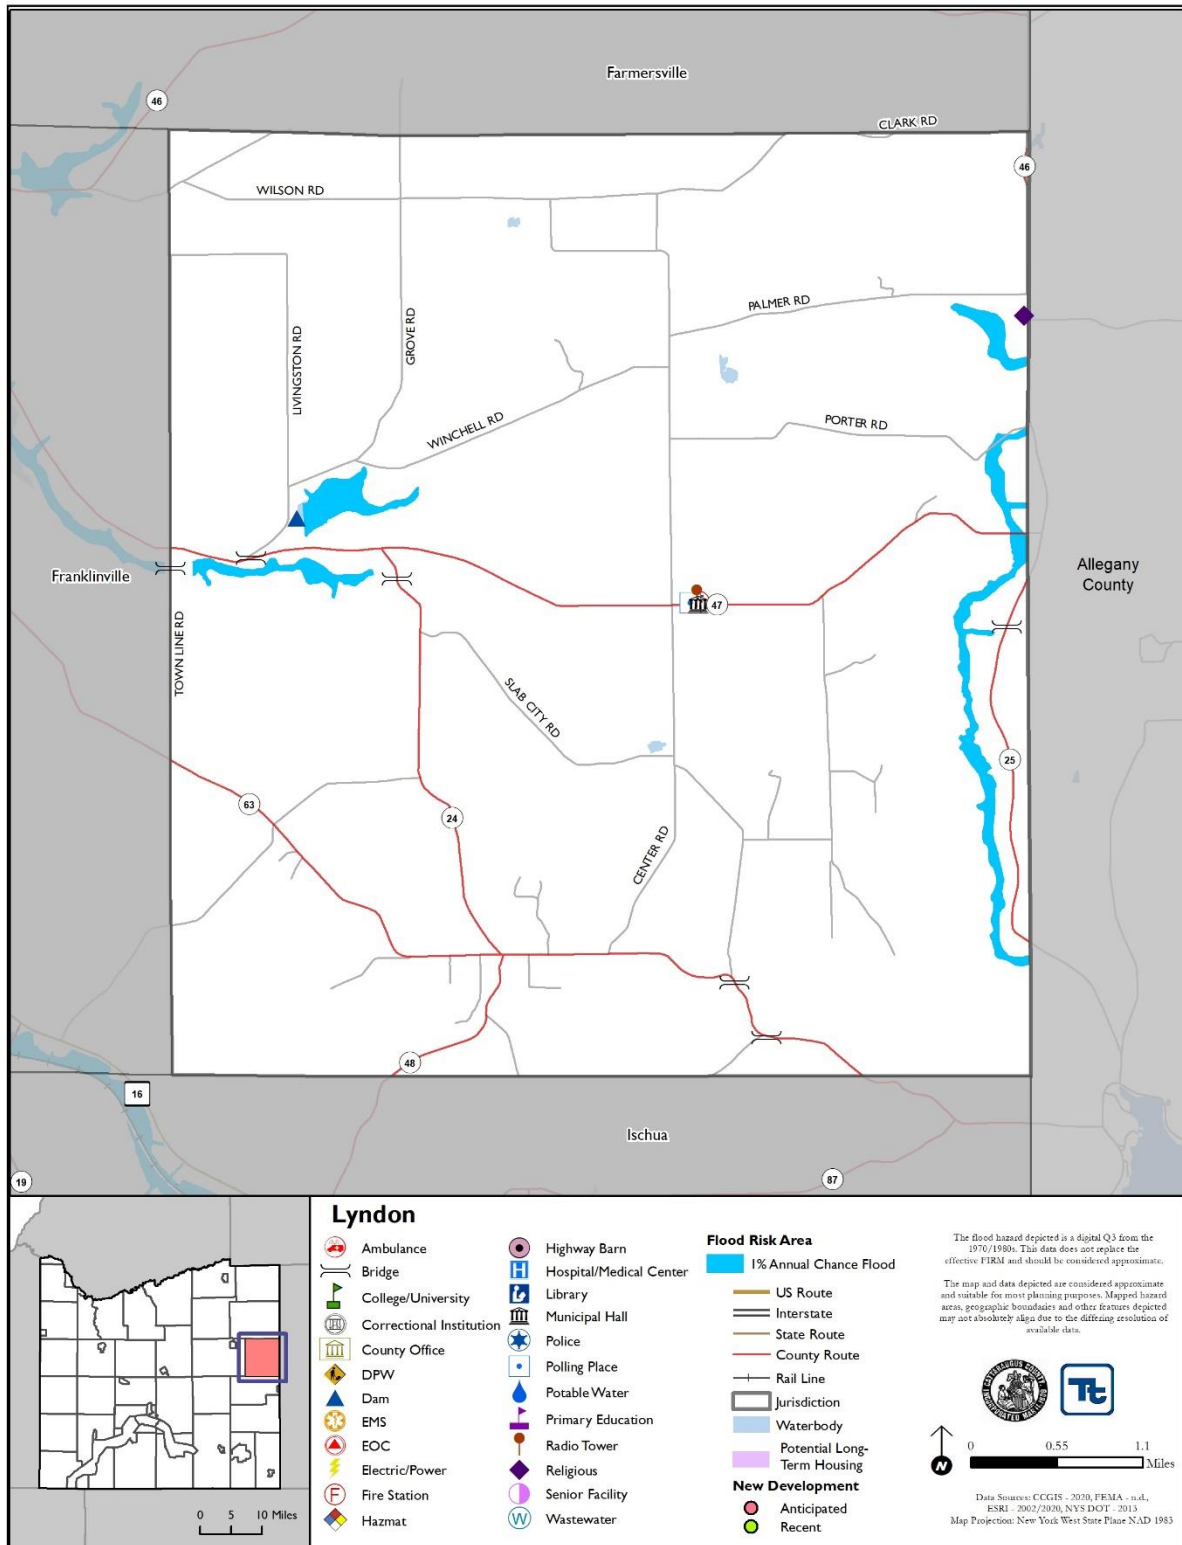 Farmersville
46
CLARK RD
46
WILSON RD
PALMER RD
LIVINGSTON RD
GROVE RD
WINCHELL RD
PORTER RD
Franklinville
Allegany
County
47
TOWN LINE RD
SLAB CITY RD
25
63
24
CENTER RD
48
16
Ischua
19
87
Lyndon
Ambulance
Bridge
College/University
Correctional Institution
County Office
DPW
Dam
EMS
EOC
Electric/Power
Fire Station
Hazmat
Highway Barn
Hospital/Medical Center
Library
Municipal Hall
Police
Polling Place
Potable Water
Primary Education
Radio Tower
Religious
Senior Facility
Wastewater
Flood Risk Area
1% Annual Chance Flood
US Route
Interstate
State Route
County Route
Rail Line
Jurisdiction
Waterbody
Potential Long-
Term Housing
New Development
Anticipated
Recent
The flood hazard depicted is a digital Q3 from the
1970/1980s. This data does not replace the
effective FIRM and should be considered approximate.
The map and data depicted are considered approximate
and suitable for most planning purposes. Mapped hazard
areas, geographic boundaries and other features depicted
may not absolutely align due to the differing resolution of
available data.
Tt
N
0 0.55 1.1
Miles
Data Sources: CCGIS - 2020, FEMA - n.d.,
ESRI - 2002/2020, NYS DOT - 2013
Map Projection: New York West State Plane NAD 1983
0 5 10 Miles
F
H
W